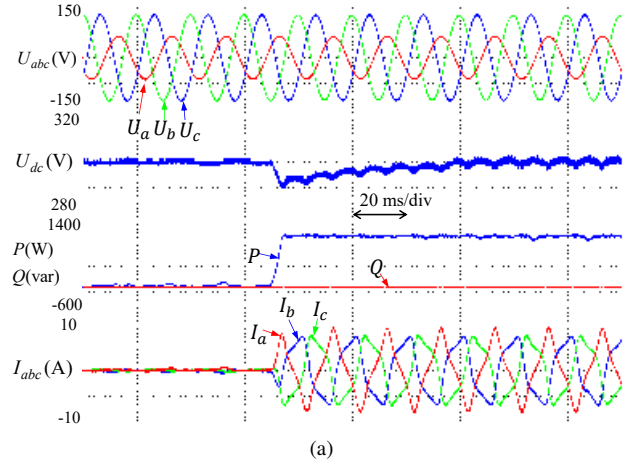 150
U_abc(V)
-150
U_a U_b U_c
320
U_dc(V)
280
20 ms/div
1400
P(W)
P
Q(var)
Q
-600
10
I_a
I_b
I_c
I_abc(A)
-10
(a)